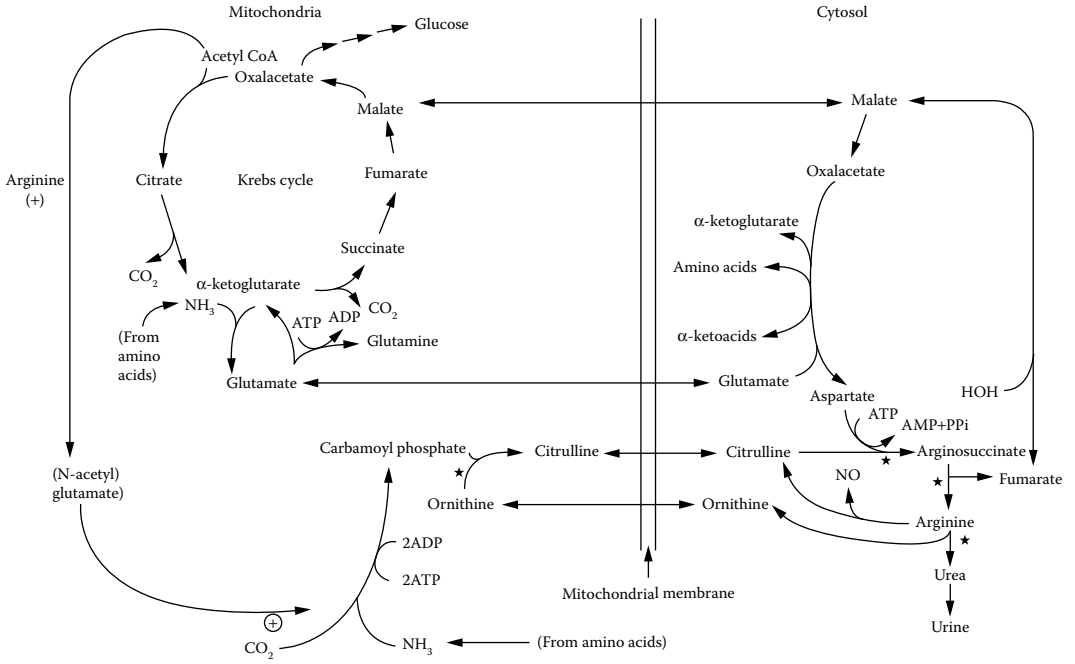 Mitochondria
Cytosol
Glucose
Acetyl CoA
Oxalacetate
Malate
Malate
Arginine
(+)
Citrate
Krebs cycle
Fumarate
Oxalacetate
α-ketoglutarate
Succinate
Amino acids
CO₂
α-ketoglutarate
NH₃
CO₂
ATP
ADP
(From
amino
acids)
Glutamine
α-ketoacids
Glutamate
Glutamate
Aspartate
HOH
ATP
AMP+PPi
Carbamoyl phosphate
Citrulline
Citrulline
Arginosuccinate
(N-acetyl)
glutamate)
★
★
★
NO
Fumarate
Ornithine
Ornithine
Arginine
★
2ADP
2ATP
Urea
Mitochondrial membrane
+
Urine
CO₂
NH₃
(From amino acids)